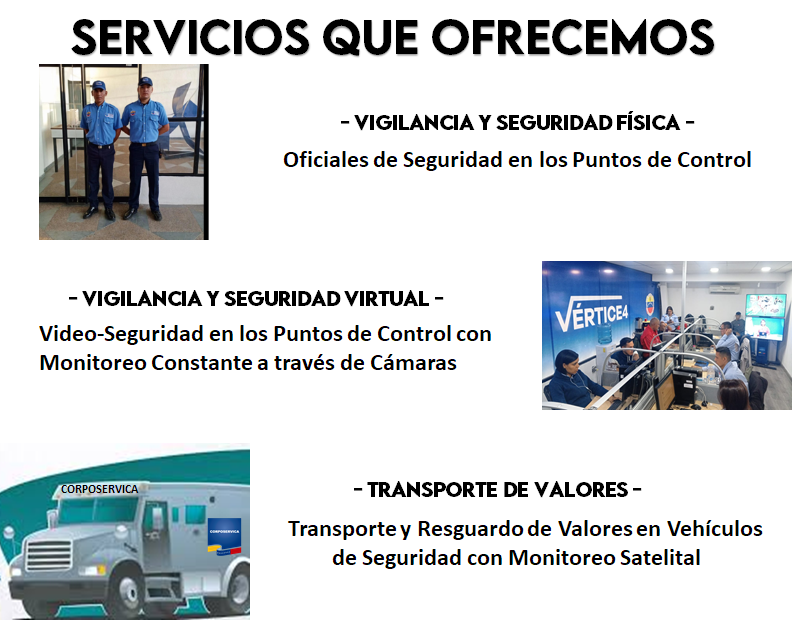 SERVICIOS QUE OFRECEMOS
- VIGILANCIA Y SEGURIDAD FÍSICA -
Oficiales de Seguridad en los Puntos de Control
- VIGILANCIA Y SEGURIDAD VIRTUAL -
Video-Seguridad en los Puntos de Control con
Monitoreo Constante a través de Cámaras
VÉRTICE4
CORPOSERVICA
CORPOSERVICA
- TRANSPORTE DE VALORES -
Transporte y Resguardo de Valores en Vehículos
de Seguridad con Monitoreo Satelital